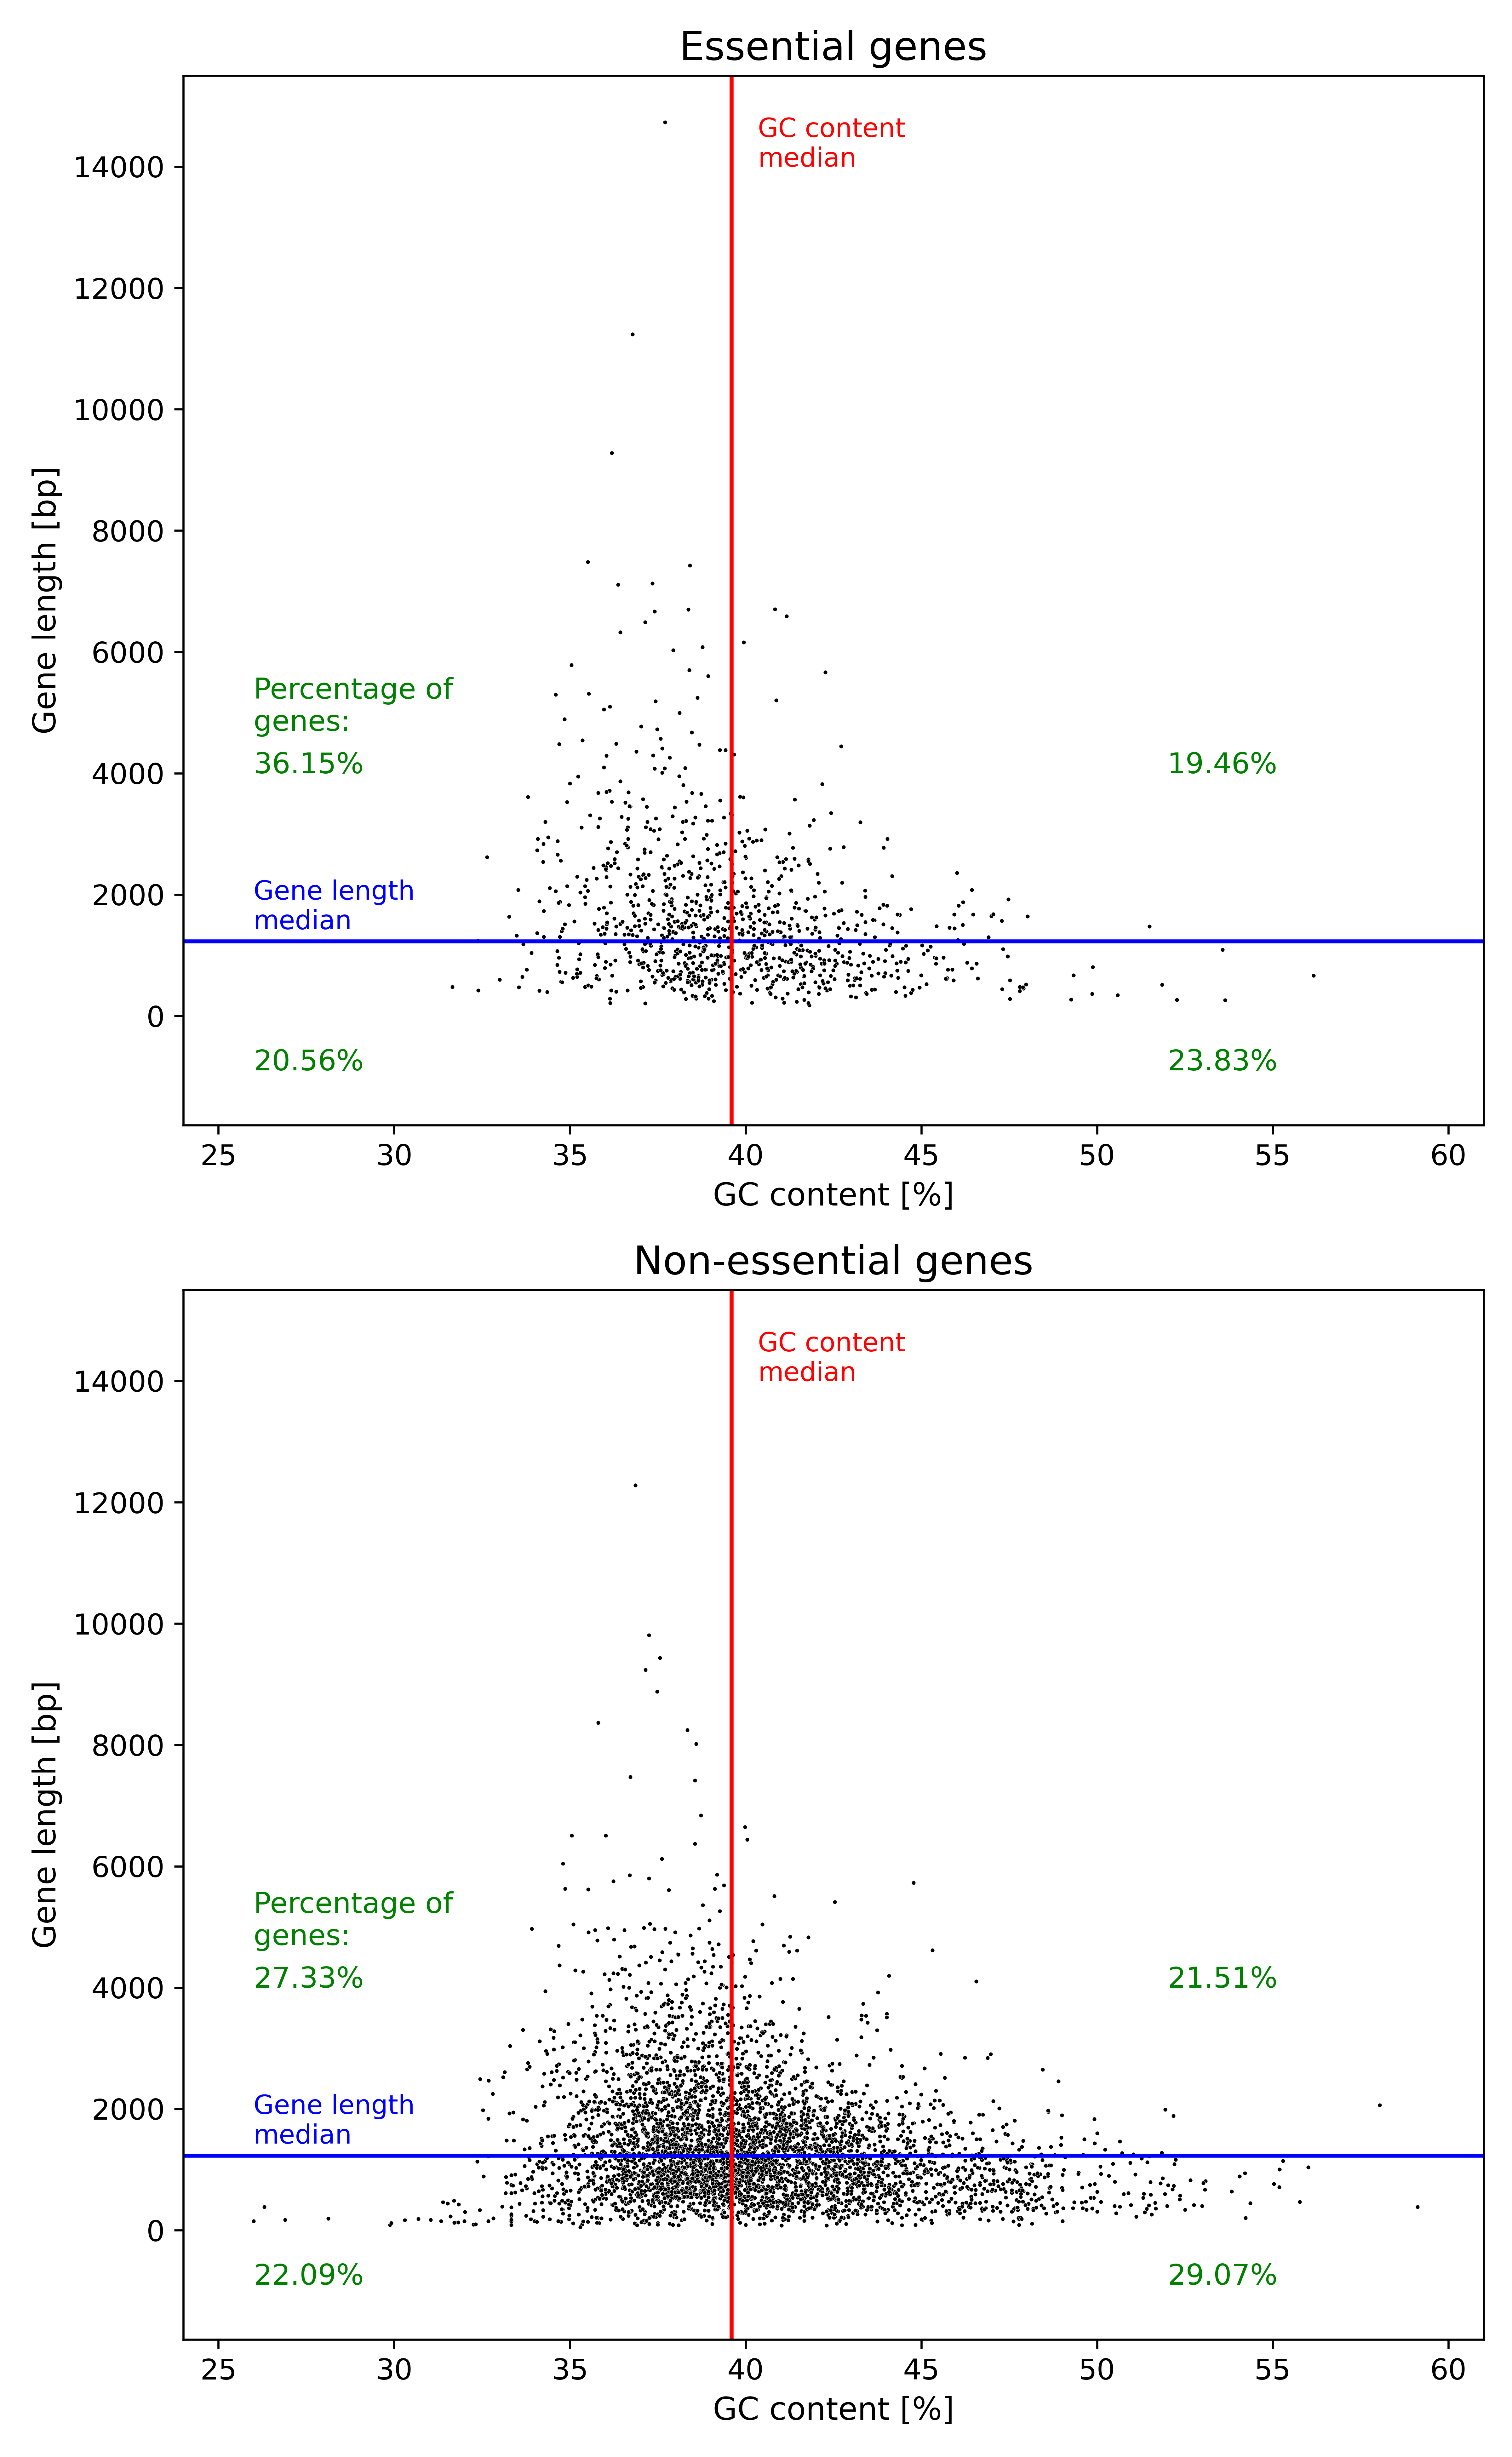 Essential genes
GC content
median
14000
12000
10000
8000
6000
4000
2000
0
Gene length [bp]
Percentage of
genes:
36.15%
19.46%
Gene length
median
20.56%
23.83%
25 30 35 40 45 50 55 60
GC content [%]
Non-essential genes
GC content
median
14000
12000
10000
8000
6000
4000
2000
0
Gene length [bp]
Percentage of
genes:
27.33%
21.51%
Gene length
median
22.09%
29.07%
25 30 35 40 45 50 55 60
GC content [%]